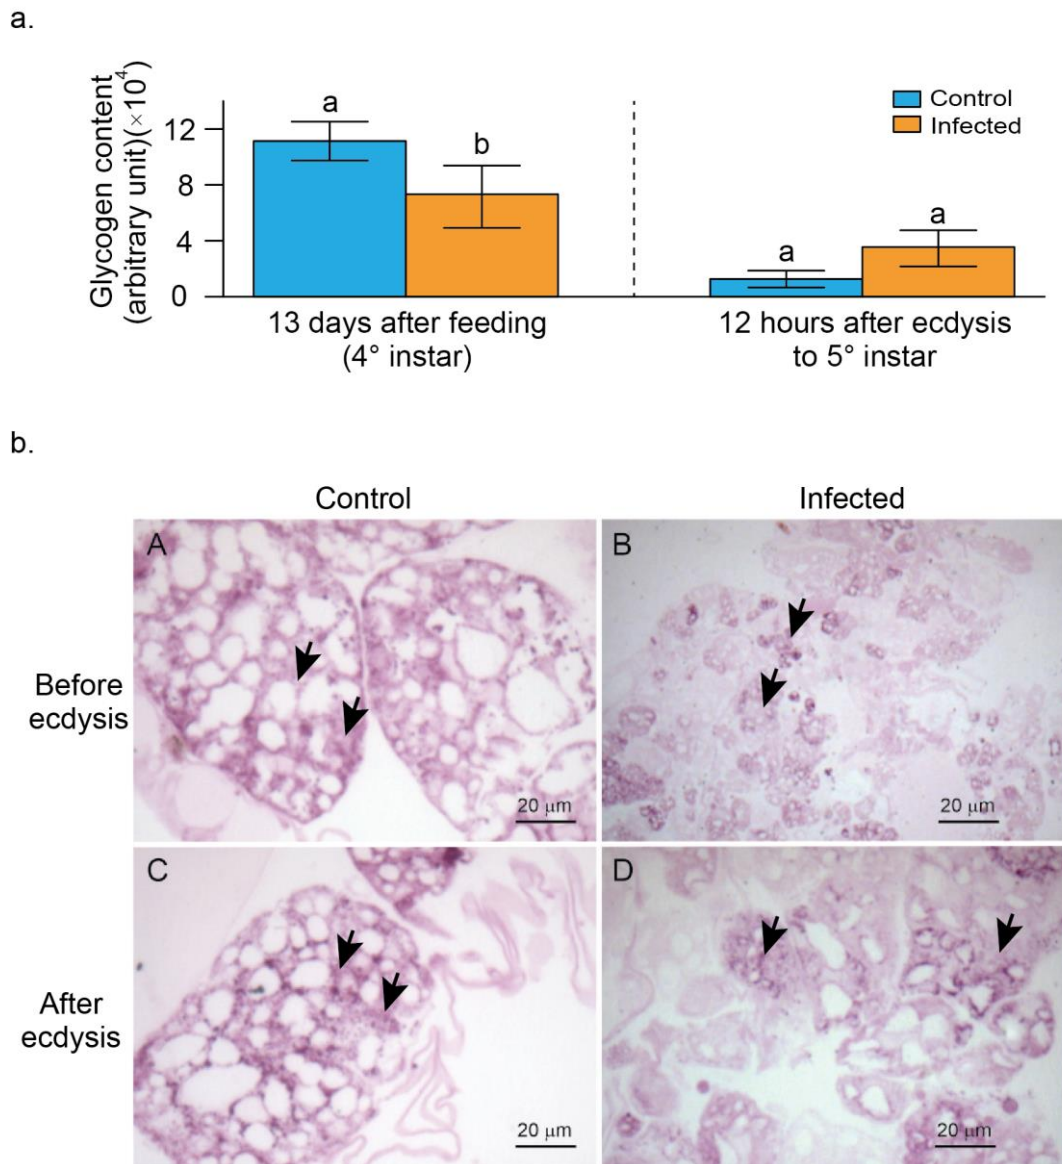 a.
Glycogen content
(arbitrary unit)(×10⁴)
12
8
4
0
a
b
a
a
Control
Infected
13 days after feeding
(4° instar)
12 hours after ecdysis
to 5° instar
b.
Control
Infected
Before
ecdysis
A
20 μm
B
20 μm
After
ecdysis
C
20 μm
D
20 μm